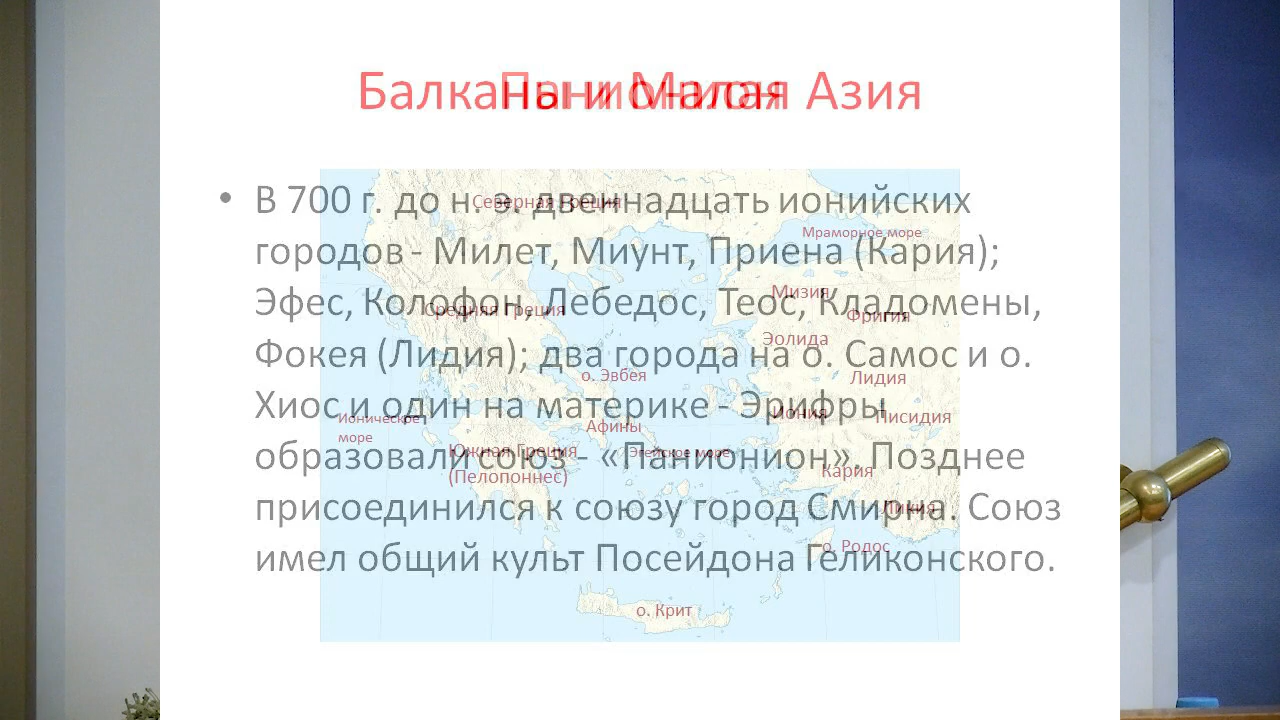 Балканы и Малая Азия
Панионион
• В 700 г. до н. э. двеннадцать ионийских
городов - Милет, Миунт, Приена (Кария);
Эфес, Колофон, Лебедос, Теос, Кладомены,
Фокея (Лидия); два города на о. Самос и о.
Хиос и один на материке - Эрифры
образовали союз - «Панионион». Позднее
присоединился к союзу город Смирна. Союз
имел общий культ Посейдона Геликонского.
Северная Греция
Мраморное море
Мизия
Средняя Греция
Фригия
Эолида
о. Эвбея
Лидия
Ионическое
море
Афины
Иония
Писидия
Южная Греция
(Пелопоннес)
Эгейское море
Кария
Ликия
о. Родос
о. Крит